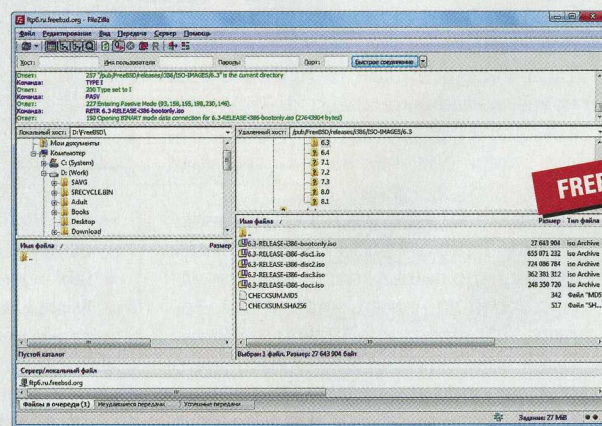 ftp6.ru.freebsd.org - FileZilla
Файл Редактирование Вид Передача Сервер Помощь
Хост: Имя пользователя Пароль: Порт: Быстрое соединение
Ответ: 257 "/pub/FreeBSD/releases/i386/ISO-IMAGES/6.3" is the current directory
Команда: TYPE I
Ответ: 200 Type set to I
Команда: PASV
Ответ: 227 Entering Passive Mode (93,158,155,198,230,146).
Команда: RETR 6.3-RELEASE-i386-bootonly.iso
Ответ: 150 Opening BINARY mode data connection for 6.3-RELEASE-i386-bootonly.iso (27643904 bytes)
Локальный хост: D:\FreeBSD\
Мои документы
Компьютер
C: (System)
D: (Work)
SAVG
SRECYCLE.BIN
Adult
Books
Desktop
Download
Имя файла / Размер
..
Пустой каталог
Удаленный хост: /pub/FreeBSD/releases/i386/ISO-IMAGES/6.3
6.3
6.4
7.1
7.2
7.3
8.0
8.1
FREE
Имя файла / Размер Тип файла
..
6.3-RELEASE-i386-bootonly.iso 27 643 904 iso Archive
6.3-RELEASE-i386-disc1.iso 655 071 232 iso Archive
6.3-RELEASE-i386-disc2.iso 724 086 784 iso Archive
6.3-RELEASE-i386-disc3.iso 362 381 312 iso Archive
6.3-RELEASE-i386-docs.iso 248 350 720 iso Archive
CHECKSUM.MD5 342 Файл "MD5
CHECKSUM.SHA256 517 Файл "SH...
Выбран 1 файл. Размер: 27 643 904 байт
Сервер/локальный файл
ftp6.ru.freebsd.org
Файлы в очереди (1) Неудавшиеся передачи Успешные передачи
Задание: 27 MiB